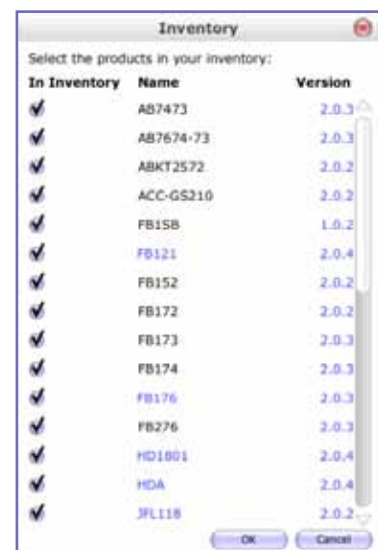 Inventory
Select the products in your inventory:
In Inventory Name Version
AB7473 2.0.3
AB7674-73 2.0.3
ABKT2572 2.0.2
ACC-GS210 2.0.2
FB15B 1.0.2
FB121 2.0.4
FB152 2.0.2
FB172 2.0.2
FB173 2.0.3
FB174 2.0.3
FB176 2.0.3
FB276 2.0.3
HD1801 2.0.4
HDA 2.0.4
JFL118 2.0.2
OK Cancel